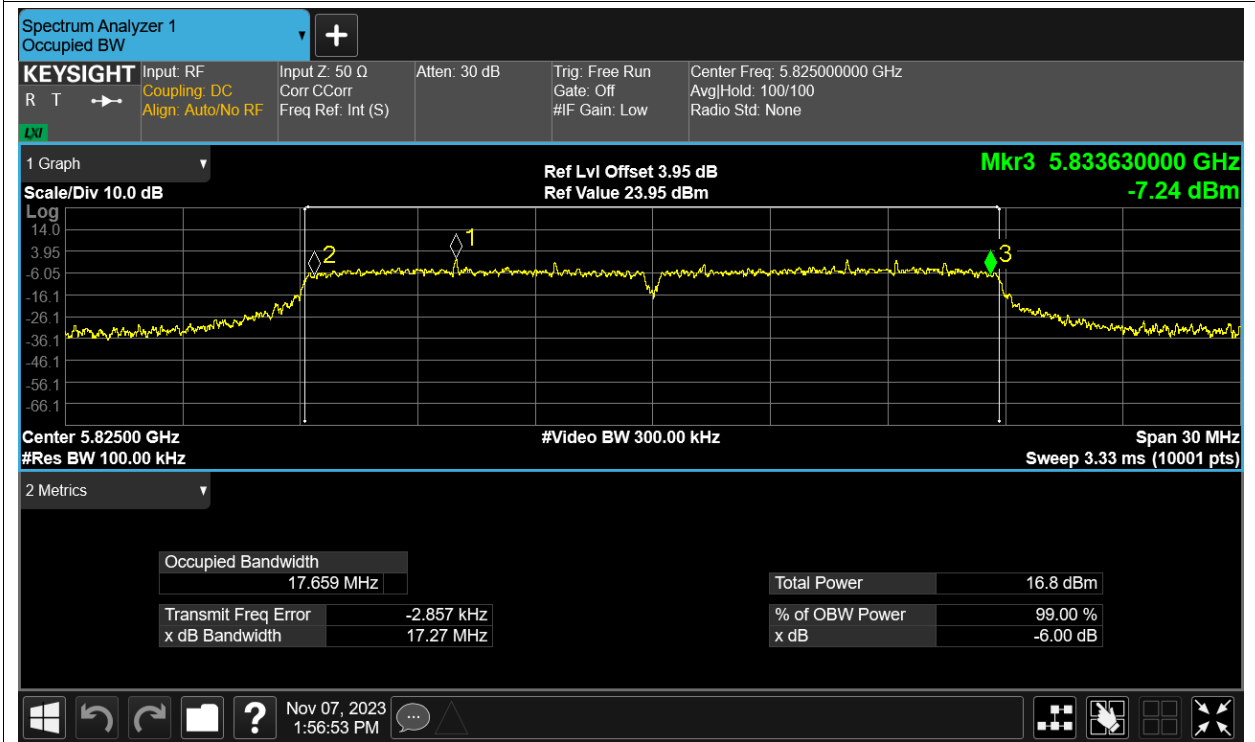 Spectrum Analyzer 1
Occupied BW
KEYSIGHT
R T
LXI
Input: RF
Coupling: DC
Align: Auto/No RF
Input Z: 50 Ω
Corr CCorr
Freq Ref: Int (S)
Atten: 30 dB
Trig: Free Run
Gate: Off
#IF Gain: Low
Center Freq: 5.825000000 GHz
Avg|Hold: 100/100
Radio Std: None
1 Graph
Scale/Div 10.0 dB
Ref Lvl Offset 3.95 dB
Ref Value 23.95 dBm
Mkr3 5.833630000 GHz
-7.24 dBm
Log
14.0
3.95
-6.05
-16.1
-26.1
-36.1
-46.1
-56.1
-66.1
2
1
3
Center 5.82500 GHz
#Video BW 300.00 kHz
Span 30 MHz
#Res BW 100.00 kHz
Sweep 3.33 ms (10001 pts)
2 Metrics
Occupied Bandwidth
17.659 MHz
Total Power 16.8 dBm
Transmit Freq Error -2.857 kHz
% of OBW Power 99.00 %
x dB Bandwidth 17.27 MHz
x dB -6.00 dB
?
Nov 07, 2023
1:56:53 PM